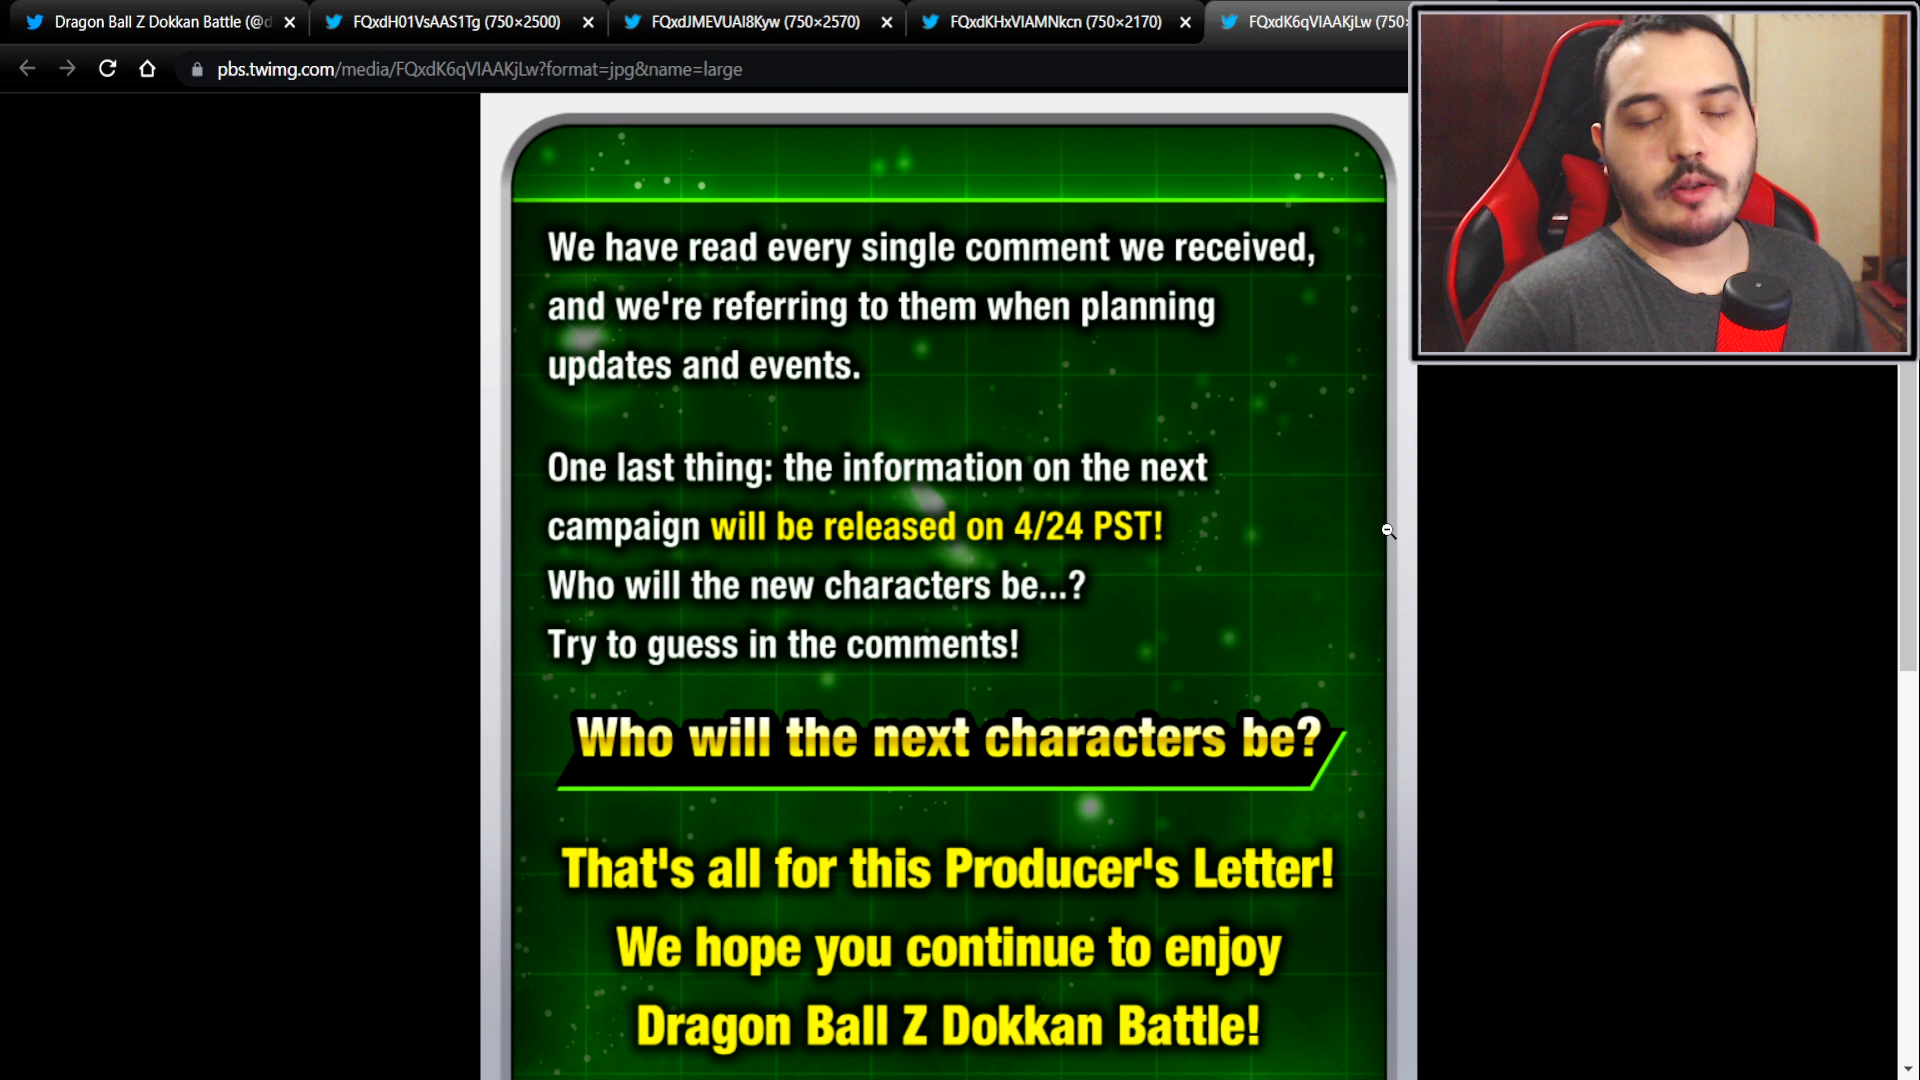 Dragon Ball Z Dokkan Battle (@d
FQxdH01VsAAS1Tg (750×2500)
FQxdJMEVUAI8Kyw (750×2570)
FQxdKHxVIAMNkcn (750×2170)
FQxdK6qVIAAKjLw (750×
pbs.twimg.com/media/FQxdK6qVIAAKjLw?format=jpg&name=large
We have read every single comment we received,
and we're referring to them when planning
updates and events.
One last thing: the information on the next
campaign will be released on 4/24 PST!
Who will the new characters be...?
Try to guess in the comments!
Who will the next characters be?
That's all for this Producer's Letter!
We hope you continue to enjoy
Dragon Ball Z Dokkan Battle!